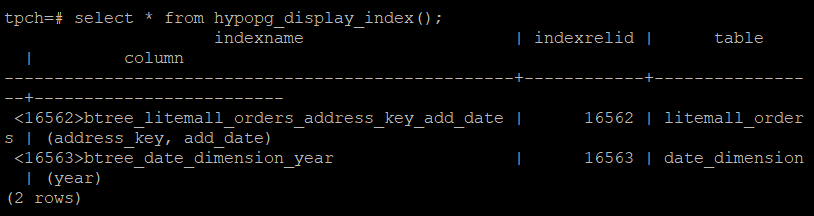 tpch=# select * from hypopg_display_index();
                     indexname                     | indexrelid |      table
  |         column
---------------------------------------------------+------------+---------------
--+-------------------------
 <16562>btree_litemall_orders_address_key_add_date |      16562 | litemall_order
s | (address_key, add_date)
 <16563>btree_date_dimension_year                  |      16563 | date_dimension
  | (year)
(2 rows)